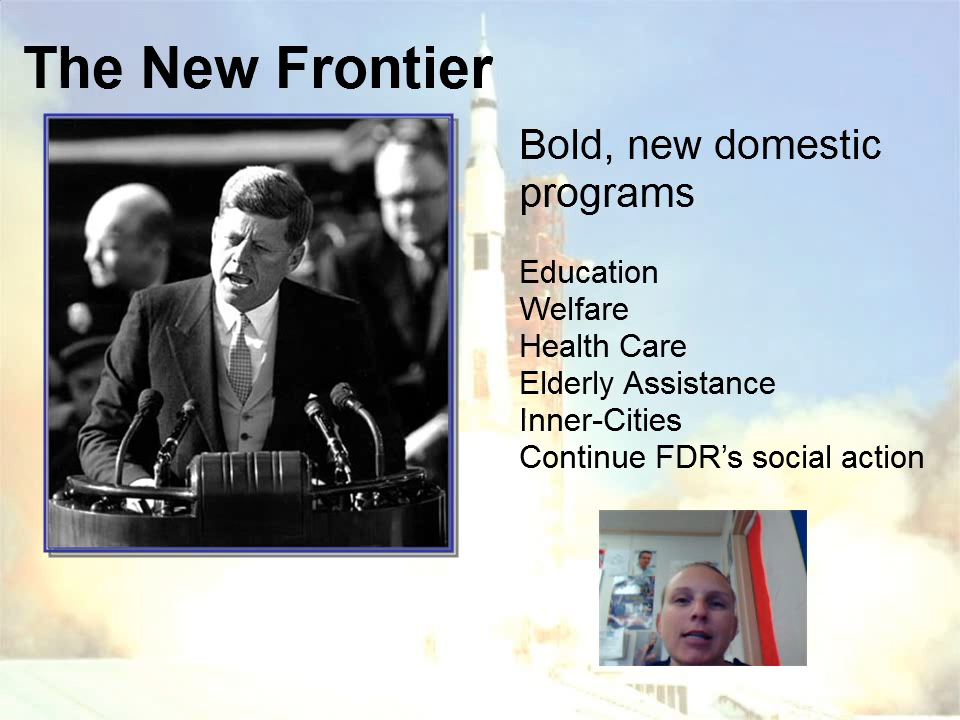 The New Frontier
Bold, new domestic
programs
Education
Welfare
Health Care
Elderly Assistance
Inner-Cities
Continue FDR’s social action